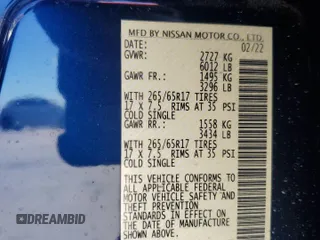 MFD BY NISSAN MOTOR CO., LTD.
DATE: 02/22
GVWR: 2727 KG
6012 LB
GAWR FR.: 1495 KG
3296 LB
WITH 265/65R17 TIRES
17 X 7.5 RIMS AT 35 PSI
COLD SINGLE
GAWR RR.: 1558 KG
3434 LB
WITH 265/65R17 TIRES
17 X 7.5 RIMS AT 35 PSI
COLD SINGLE
THIS VEHICLE CONFORMS TO
ALL APPLICABLE FEDERAL
MOTOR VEHICLE SAFETY AND
THEFT PREVENTION
STANDARDS IN EFFECT ON
THE DATE OF MANUFACTURE
SHOWN ABOVE.
DREAMBID